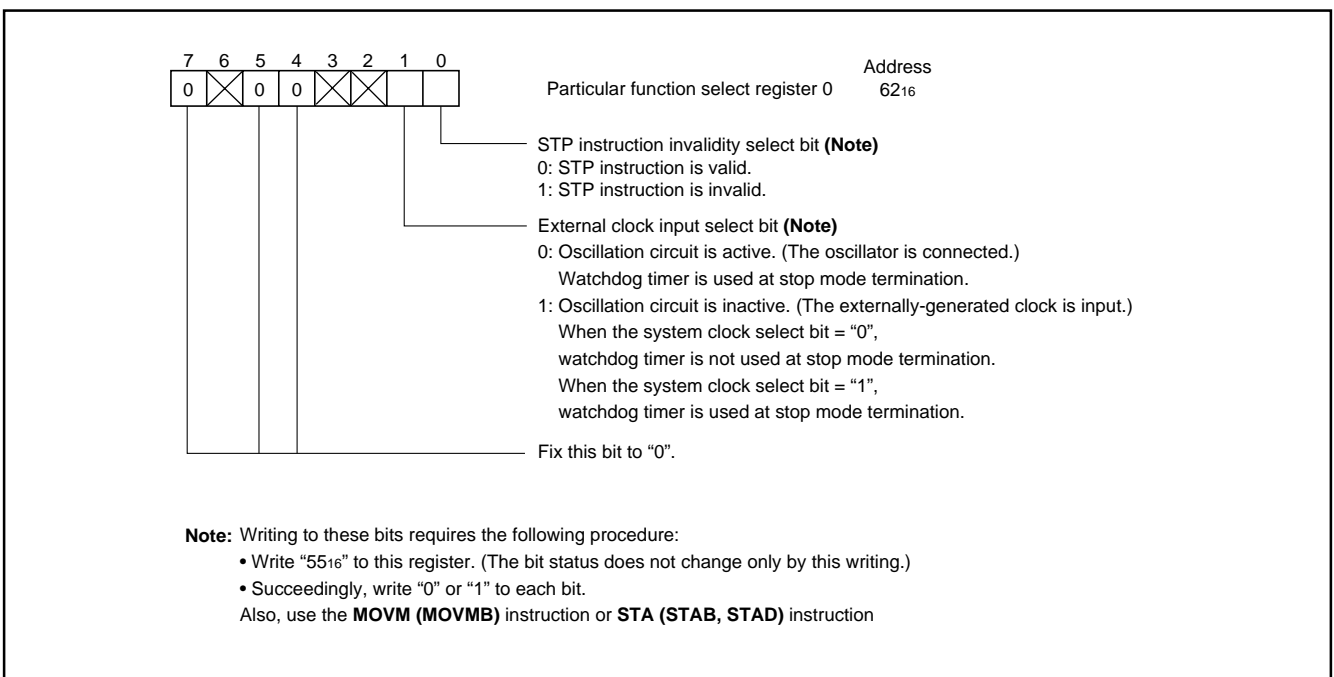 7 6 5 4 3 2 1 0
Address
0 0 0
Particular function select register 0 62₁₆
STP instruction invalidity select bit (Note)
0: STP instruction is valid.
1: STP instruction is invalid.
External clock input select bit (Note)
0: Oscillation circuit is active. (The oscillator is connected.)
Watchdog timer is used at stop mode termination.
1: Oscillation circuit is inactive. (The externally-generated clock is input.)
When the system clock select bit = “0”,
watchdog timer is not used at stop mode termination.
When the system clock select bit = “1”,
watchdog timer is used at stop mode termination.
Fix this bit to “0”.
Note: Writing to these bits requires the following procedure:
• Write “55₁₆” to this register. (The bit status does not change only by this writing.)
• Succeedingly, write “0” or “1” to each bit.
Also, use the MOVM (MOVMB) instruction or STA (STAB, STAD) instruction